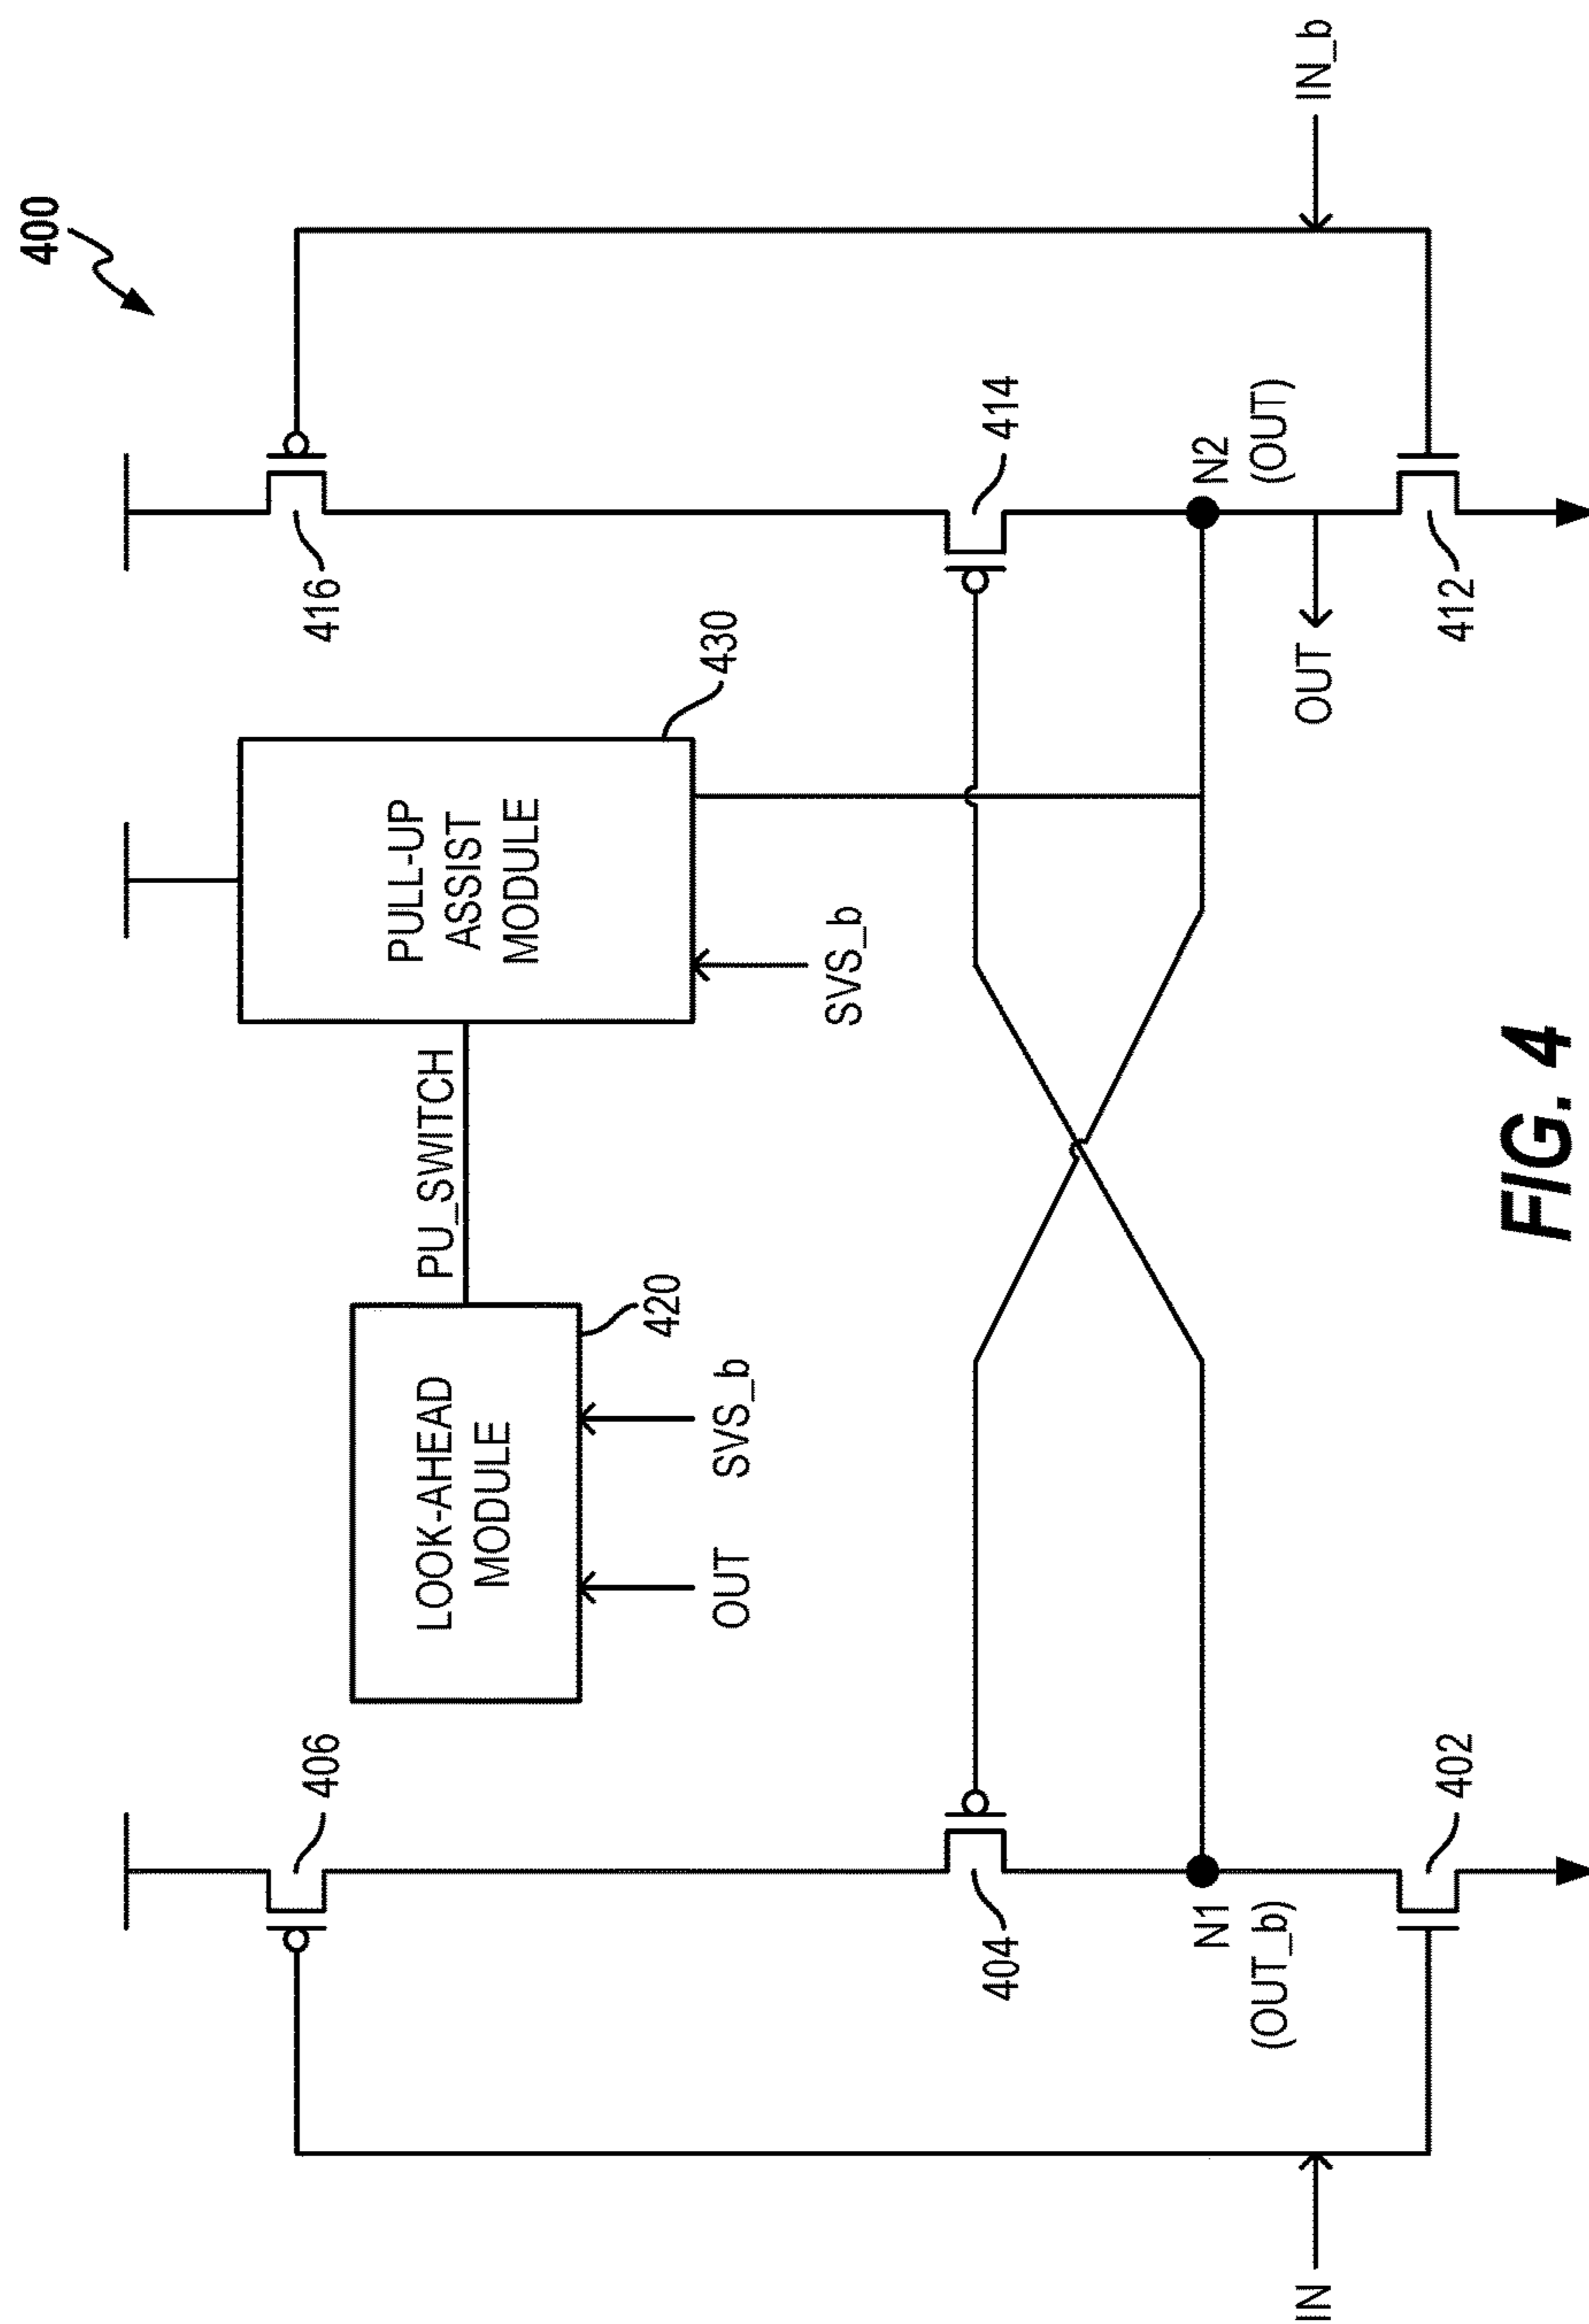 400
416
406
PULL-UP
ASSIST
MODULE
430
PU_SWITCH
LOOK-AHEAD
MODULE
420
OUT
SVS_b
SVS_b
404
414
N1
(OUT_b)
N2
(OUT)
IN
OUT
IN_b
402
412
FIG. 4